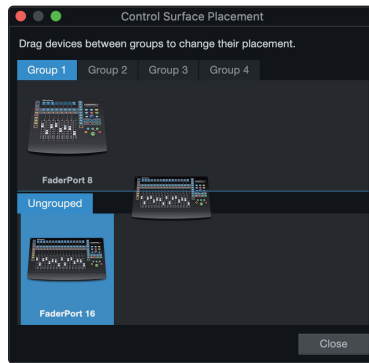 Control Surface Placement
Drag devices between groups to change their placement.
Group 1 Group 2 Group 3 Group 4
FaderPort 8
Ungrouped
FaderPort 16
Close